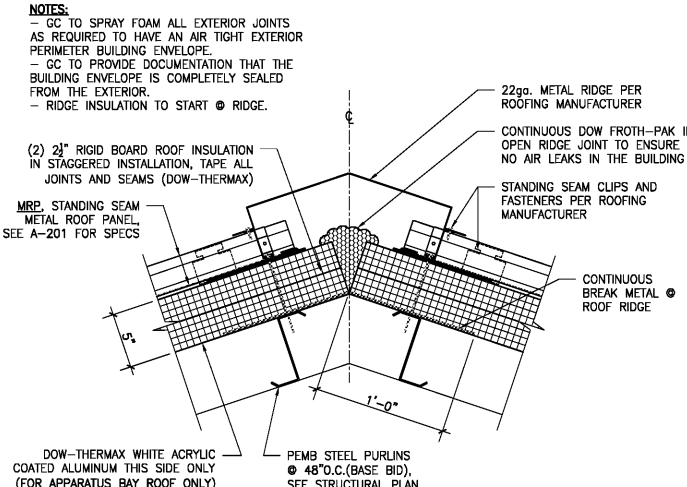 NOTES:
- GC TO SPRAY FOAM ALL EXTERIOR JOINTS
AS REQUIRED TO HAVE AN AIR TIGHT EXTERIOR
PERIMETER BUILDING ENVELOPE.
- GC TO PROVIDE DOCUMENTATION THAT THE
BUILDING ENVELOPE IS COMPLETELY SEALED
FROM THE EXTERIOR.
- RIDGE INSULATION TO START @ RIDGE.
22ga. METAL RIDGE PER
ROOFING MANUFACTURER
CONTINUOUS DOW FROTH-PAK
OPEN RIDGE JOINT TO ENSURE
NO AIR LEAKS IN THE BUILDING
(2) 2½" RIGID BOARD ROOF INSULATION
IN STAGGERED INSTALLATION, TAPE ALL
JOINTS AND SEAMS (DOW-THERMAX)
STANDING SEAM CLIPS AND
FASTENERS PER ROOFING
MANUFACTURER
MRP, STANDING SEAM
METAL ROOF PANEL,
SEE A-201 FOR SPECS
CONTINUOUS
BREAK METAL @
ROOF RIDGE
5"
1'-0"
DOW-THERMAX WHITE ACRYLIC
COATED ALUMINUM THIS SIDE ONLY
(FOR APPARATUS BAY ROOF ONLY)
PEMB STEEL PURLINS
@ 48"O.C.(BASE BID),
SEE STRUCTURAL PLAN